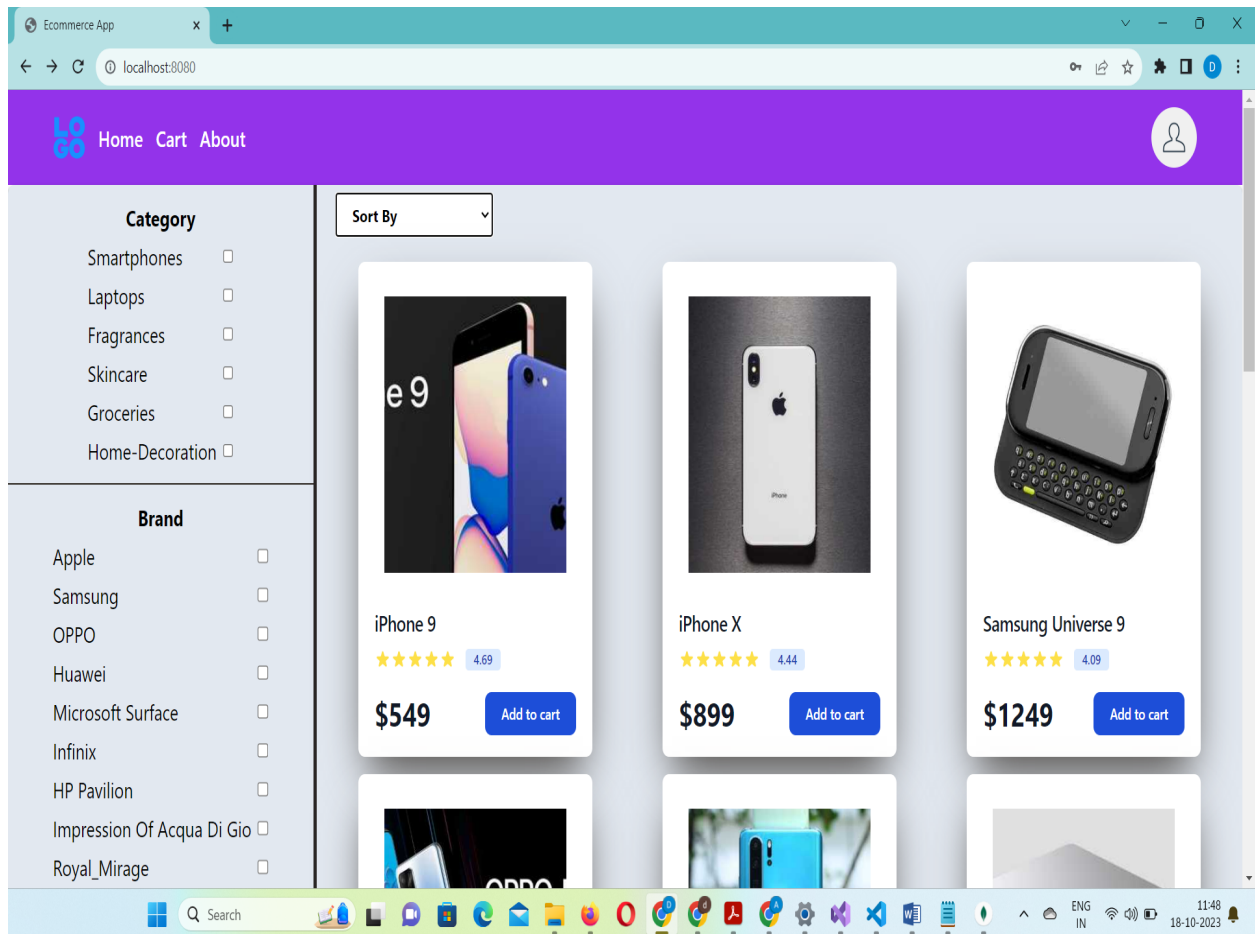 Ecommerce App
localhost:8080
D
LO
GO
Home Cart About
Category
Smartphones
Laptops
Fragrances
Skincare
Groceries
Home-Decoration
Brand
Apple
Samsung
OPPO
Huawei
Microsoft Surface
Infinix
HP Pavilion
Impression Of Acqua Di Gio
Royal_Mirage
Sort By
e 9
iPhone 9
4.69
$549
Add to cart
iPhone
iPhone X
4.44
$899
Add to cart
Samsung Universe 9
4.09
$1249
Add to cart
Search
ENG
IN
11:48
18-10-2023